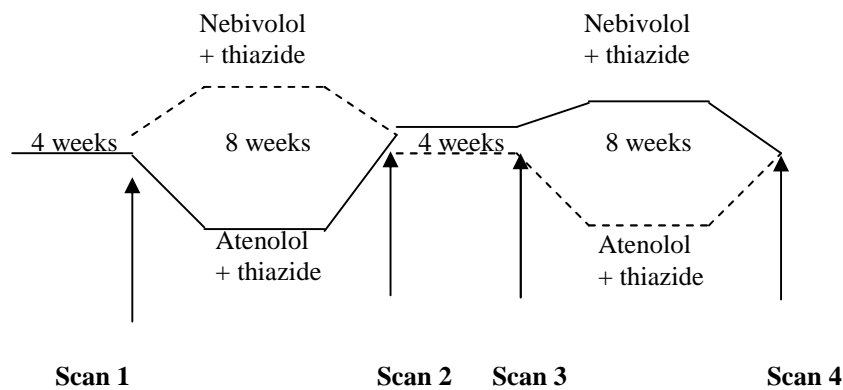 Nebivolol
+ thiazide
Nebivolol
+ thiazide
4 weeks
8 weeks
4 weeks
8 weeks
Atenolol
+ thiazide
Atenolol
+ thiazide
Scan 1
Scan 2
Scan 3
Scan 4